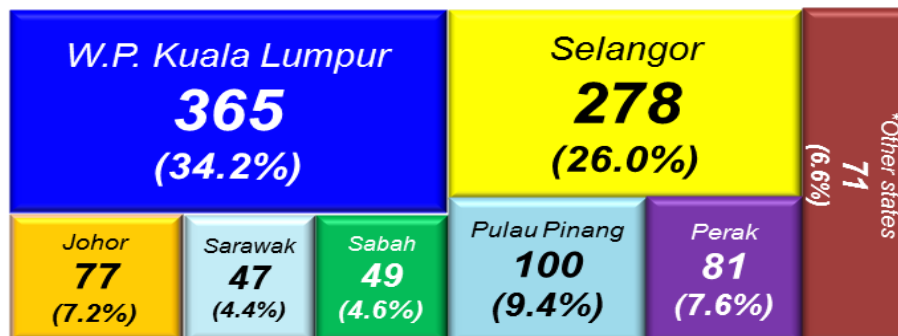 W.P. Kuala Lumpur
365
(34.2%)
Selangor
278
(26.0%)
*Other states
71
(6.6%)
Johor
77
(7.2%)
Sarawak
47
(4.4%)
Sabah
49
(4.6%)
Pulau Pinang
100
(9.4%)
Perak
81
(7.6%)